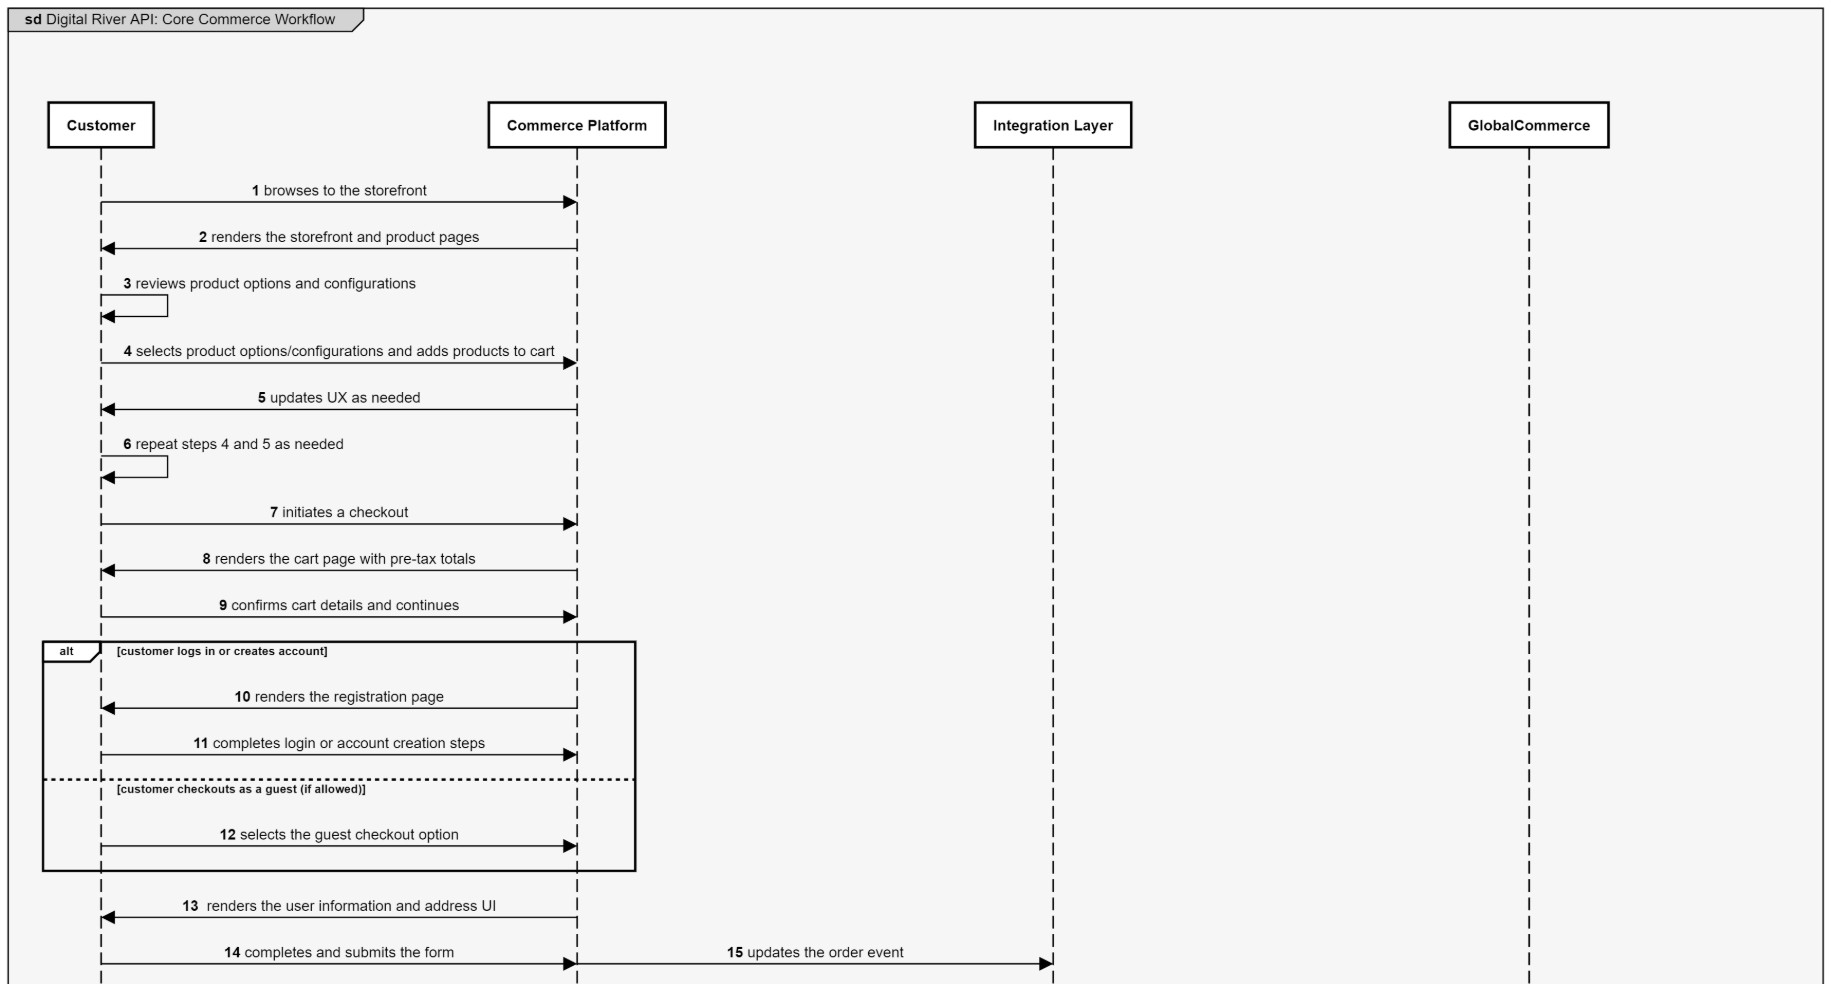 sd Digital River API: Core Commerce Workflow
Customer
Commerce Platform
Integration Layer
GlobalCommerce
1 browses to the storefront
2 renders the storefront and product pages
3 reviews product options and configurations
4 selects product options/configurations and adds products to cart
5 updates UX as needed
6 repeat steps 4 and 5 as needed
7 initiates a checkout
8 renders the cart page with pre-tax totals
9 confirms cart details and continues
alt
[customer logs in or creates account]
10 renders the registration page
11 completes login or account creation steps
[customer checkouts as a guest (if allowed)]
12 selects the guest checkout option
13 renders the user information and address UI
14 completes and submits the form
15 updates the order event